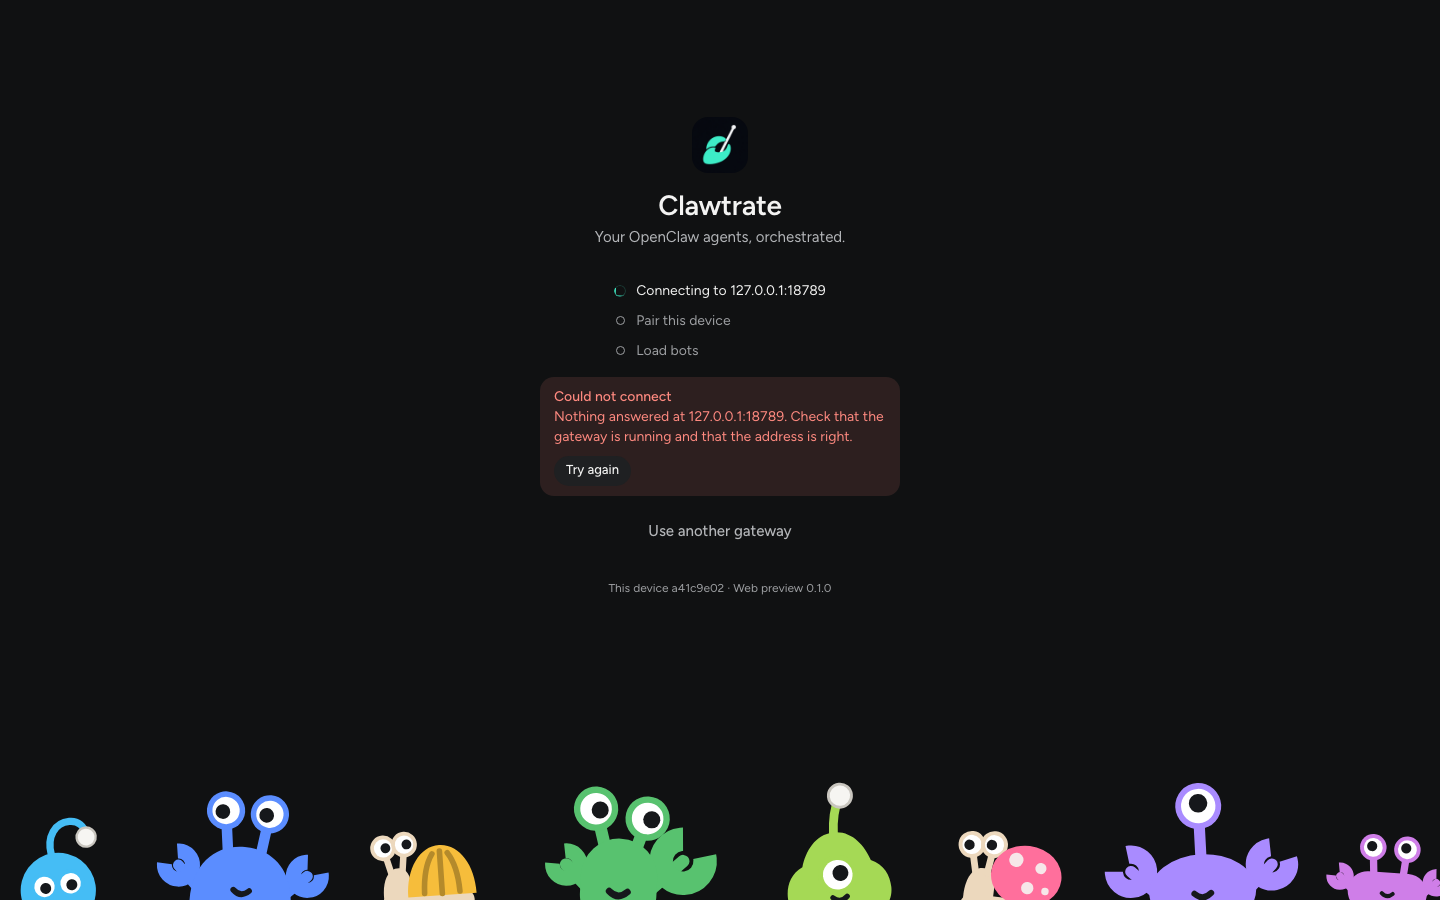 Clawtrate
Your OpenClaw agents, orchestrated.
Connecting to 127.0.0.1:18789
Pair this device
Load bots
Could not connect
Nothing answered at 127.0.0.1:18789. Check that the
gateway is running and that the address is right.
Try again
Use another gateway
This device a41c9e02 · Web preview 0.1.0